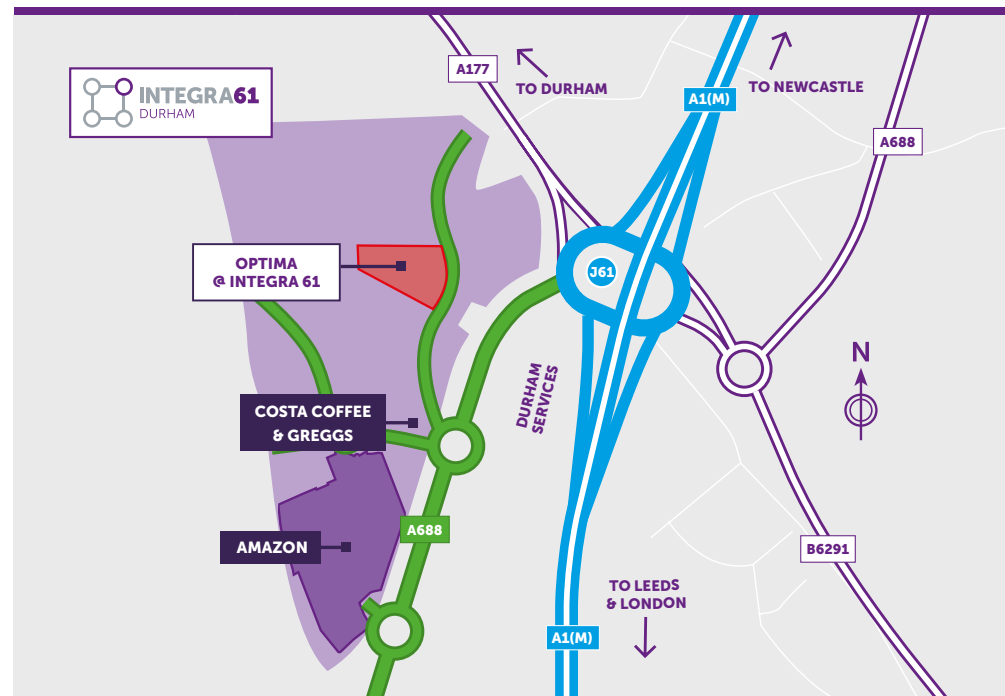 A177
TO DURHAM
TO NEWCASTLE
A1(M)
INTEGRA61
DURHAM
A688
OPTIMA
@ INTEGRA 61
J61
N
DURHAM
SERVICES
COSTA COFFEE
& GREGGS
A688
AMAZON
B6291
TO LEEDS
& LONDON
A1(M)